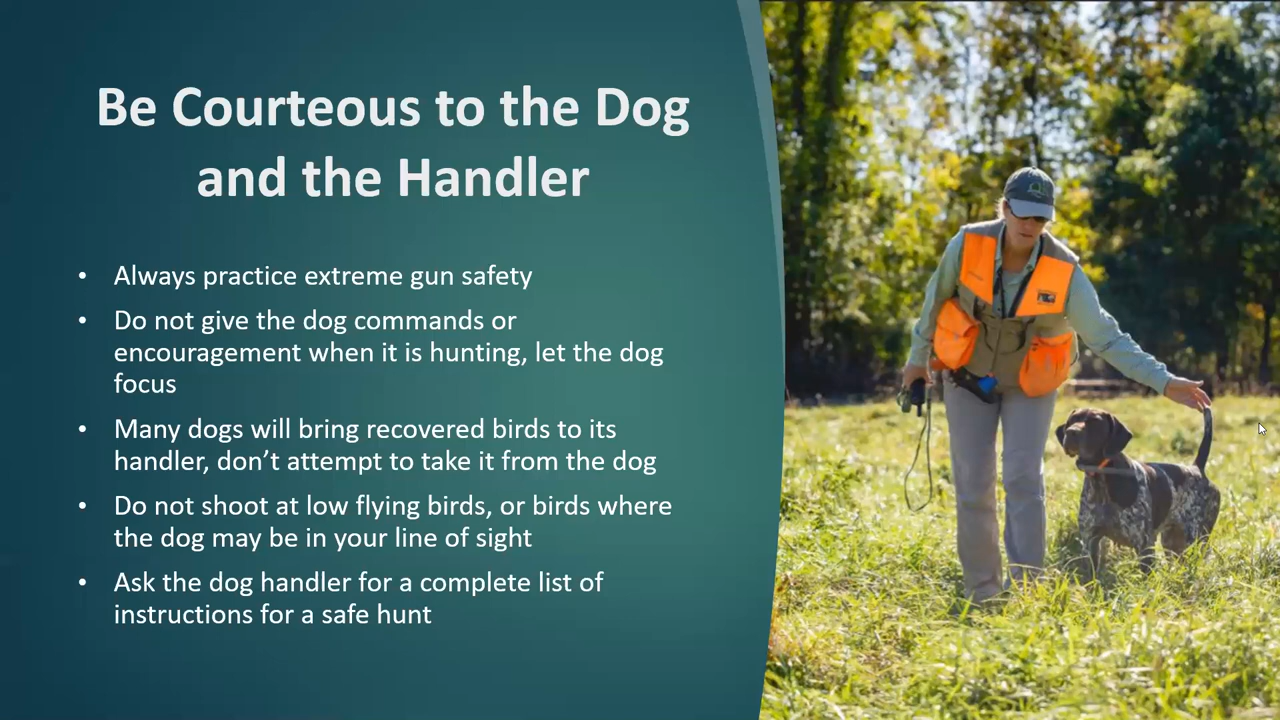 Be Courteous to the Dog
and the Handler
• Always practice extreme gun safety
• Do not give the dog commands or
encouragement when it is hunting, let the dog
focus
• Many dogs will bring recovered birds to its
handler, don’t attempt to take it from the dog
• Do not shoot at low flying birds, or birds where
the dog may be in your line of sight
• Ask the dog handler for a complete list of
instructions for a safe hunt